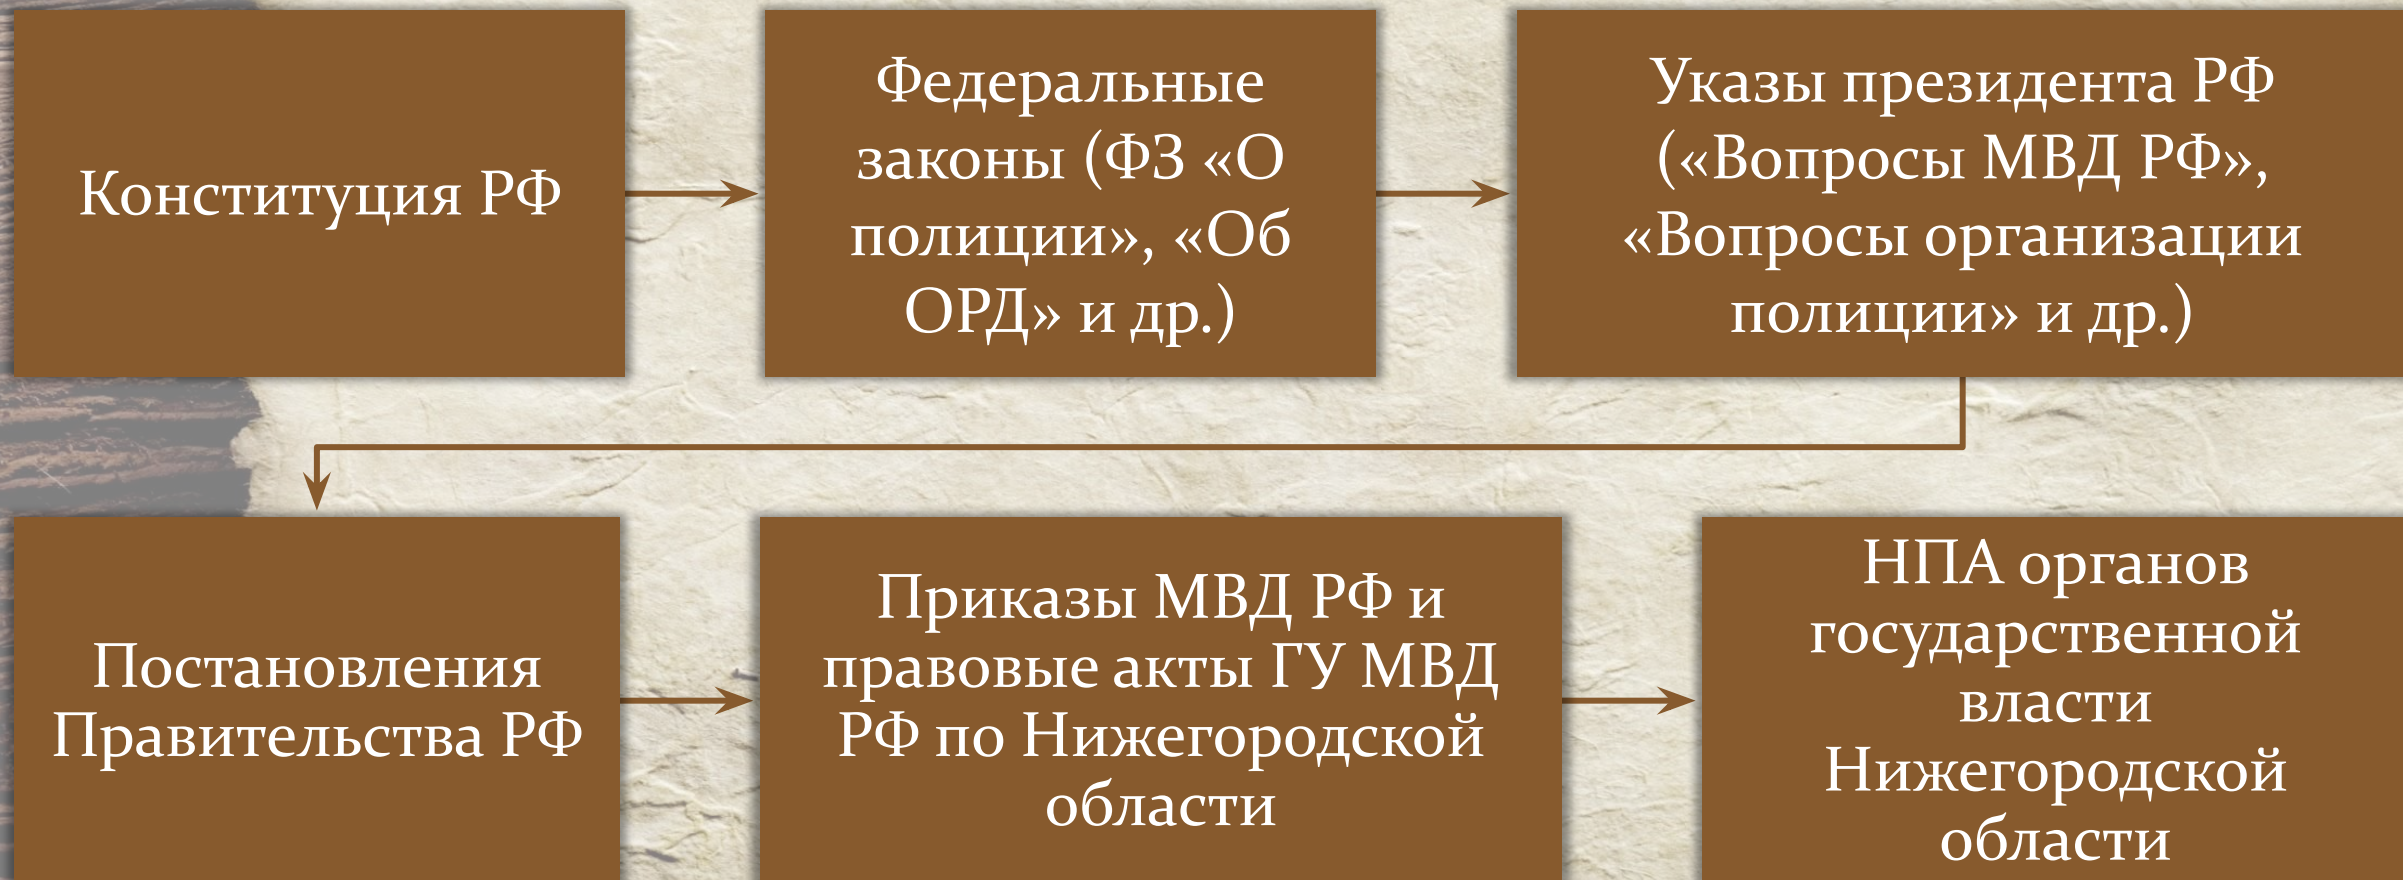 Конституция РФ
Федеральные
законы (ФЗ «О
полиции», «Об
ОРД» и др.)
Указы президента РФ
(«Вопросы МВД РФ»,
«Вопросы организации
полиции» и др.)
Постановления
Правительства РФ
Приказы МВД РФ и
правовые акты ГУ МВД
РФ по Нижегородской
области
НПА органов
государственной
власти
Нижегородской
области